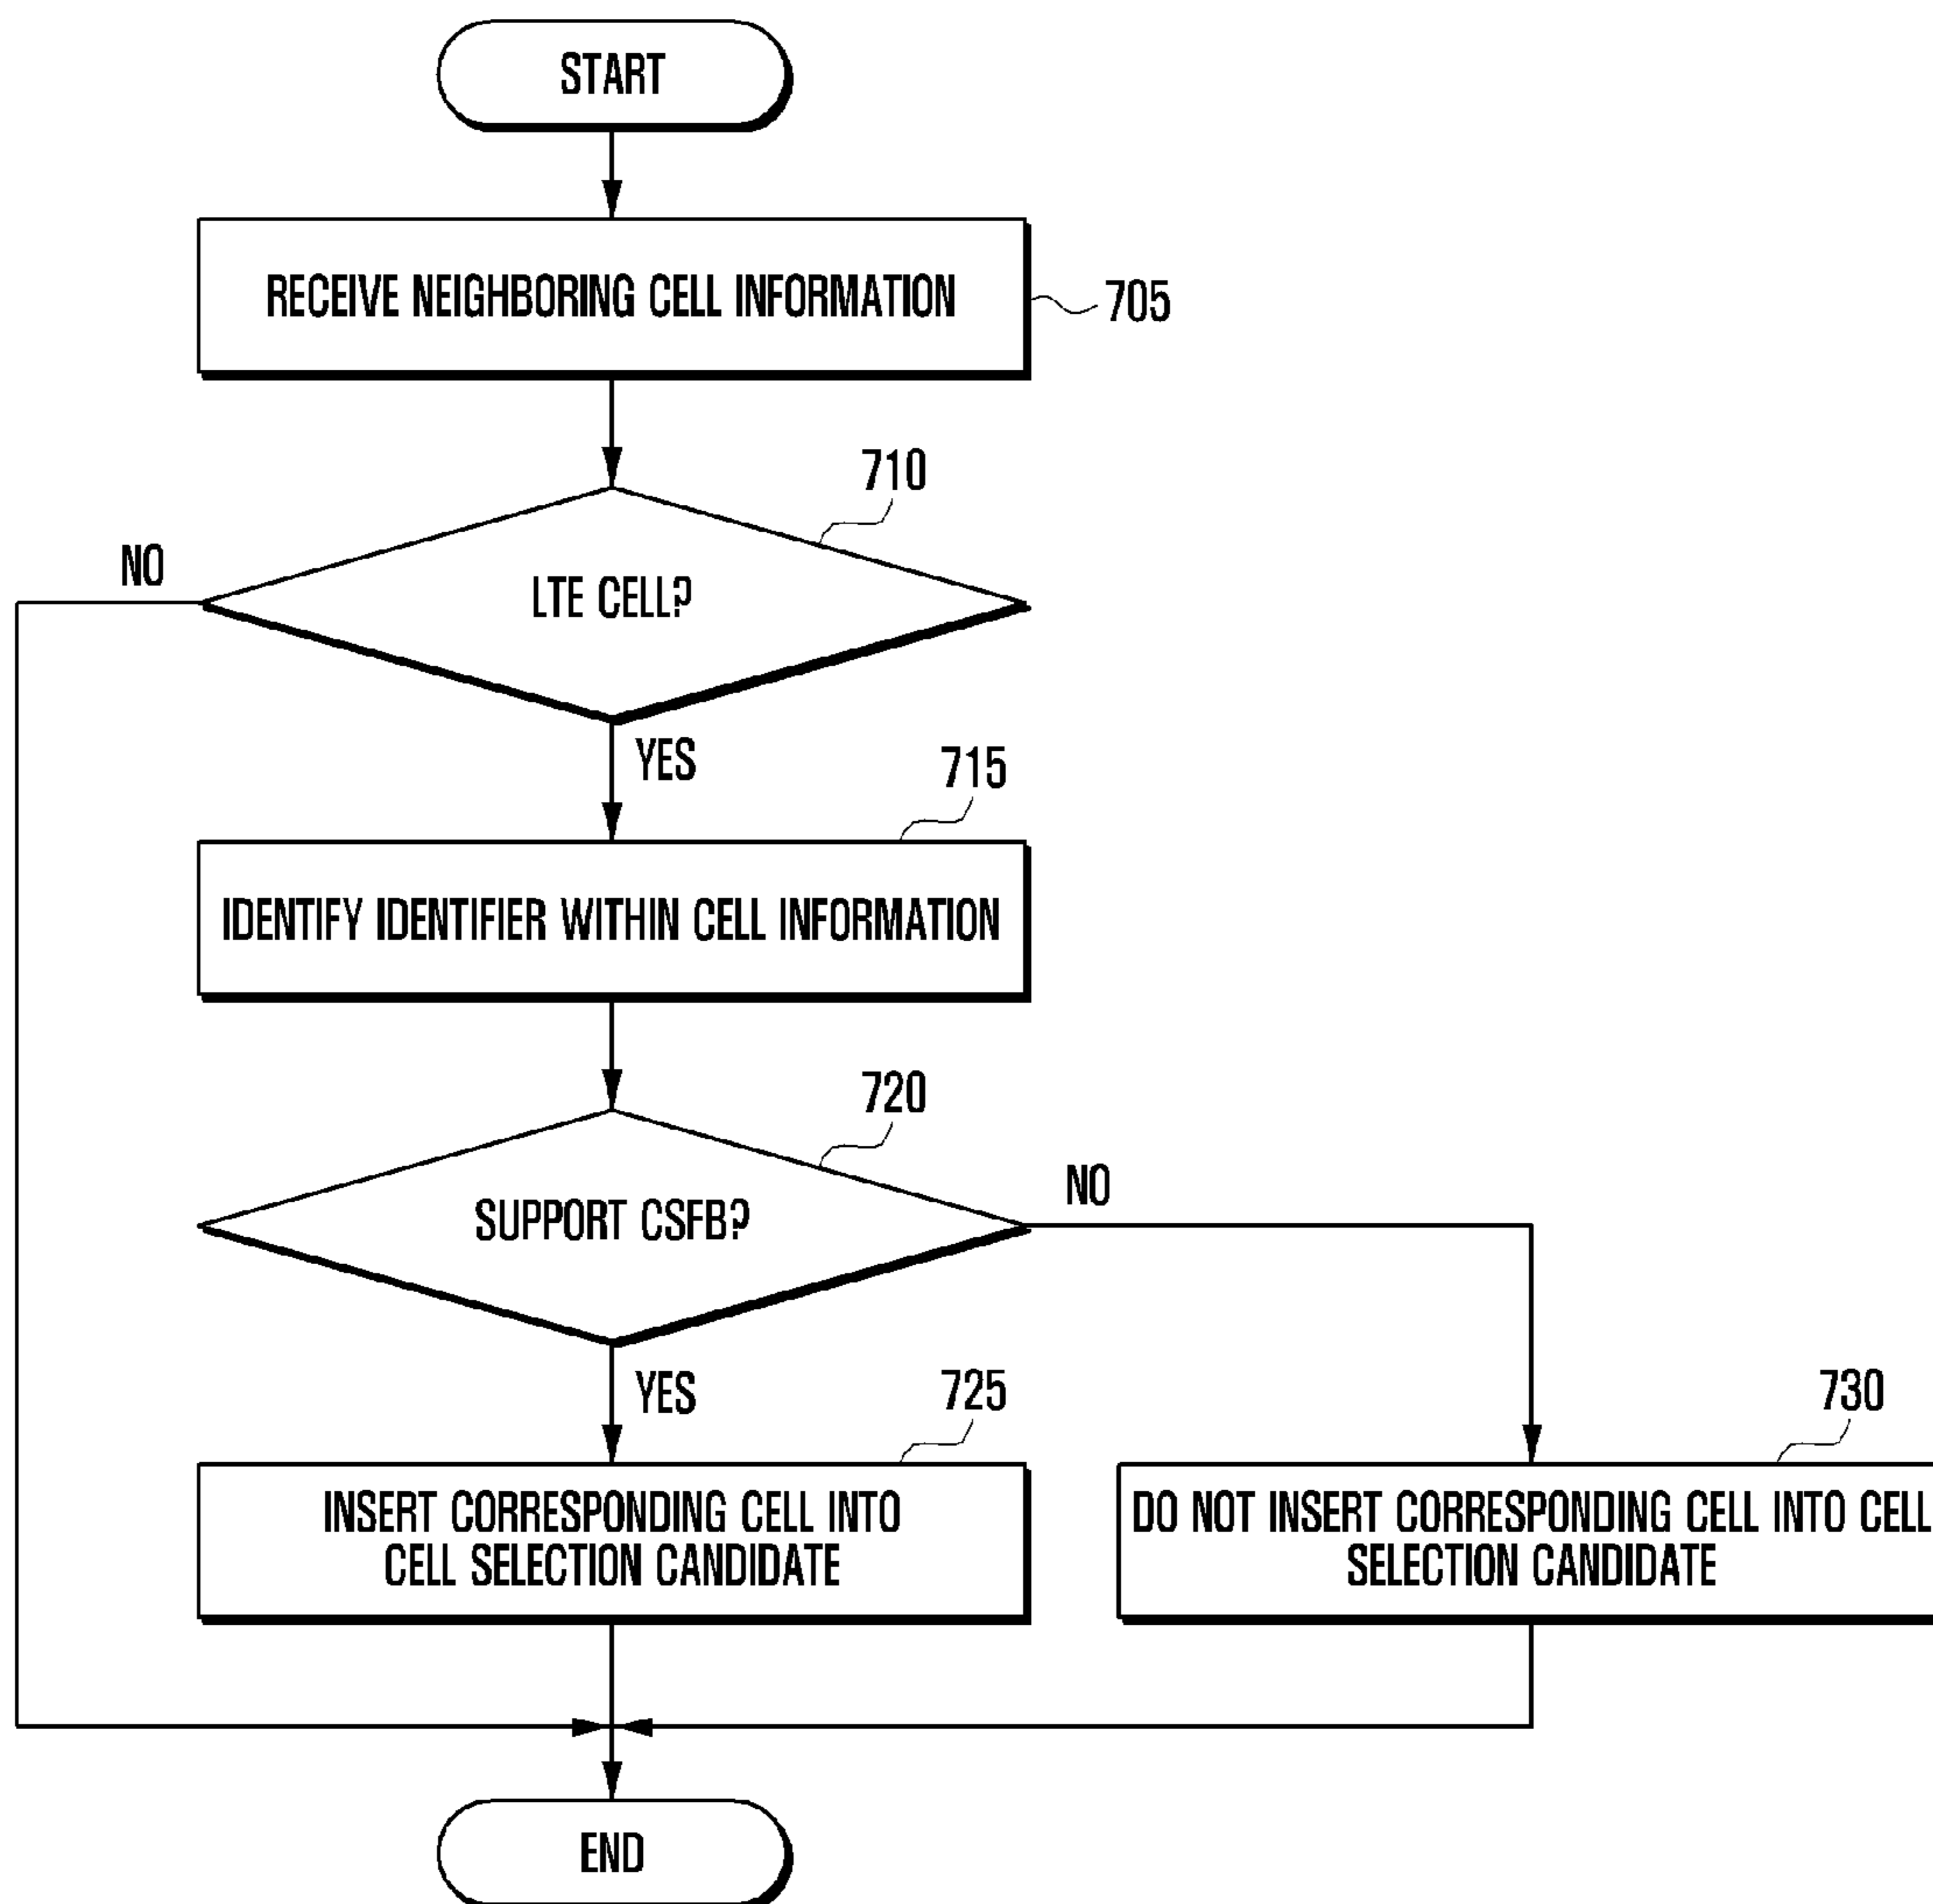 START
RECEIVE NEIGHBORING CELL INFORMATION
705
710
NO
LTE CELL?
YES
715
IDENTIFY IDENTIFIER WITHIN CELL INFORMATION
720
SUPPORT CSFB?
NO
YES
725
730
INSERT CORRESPONDING CELL INTO
CELL SELECTION CANDIDATE
DO NOT INSERT CORRESPONDING CELL INTO CELL
SELECTION CANDIDATE
END